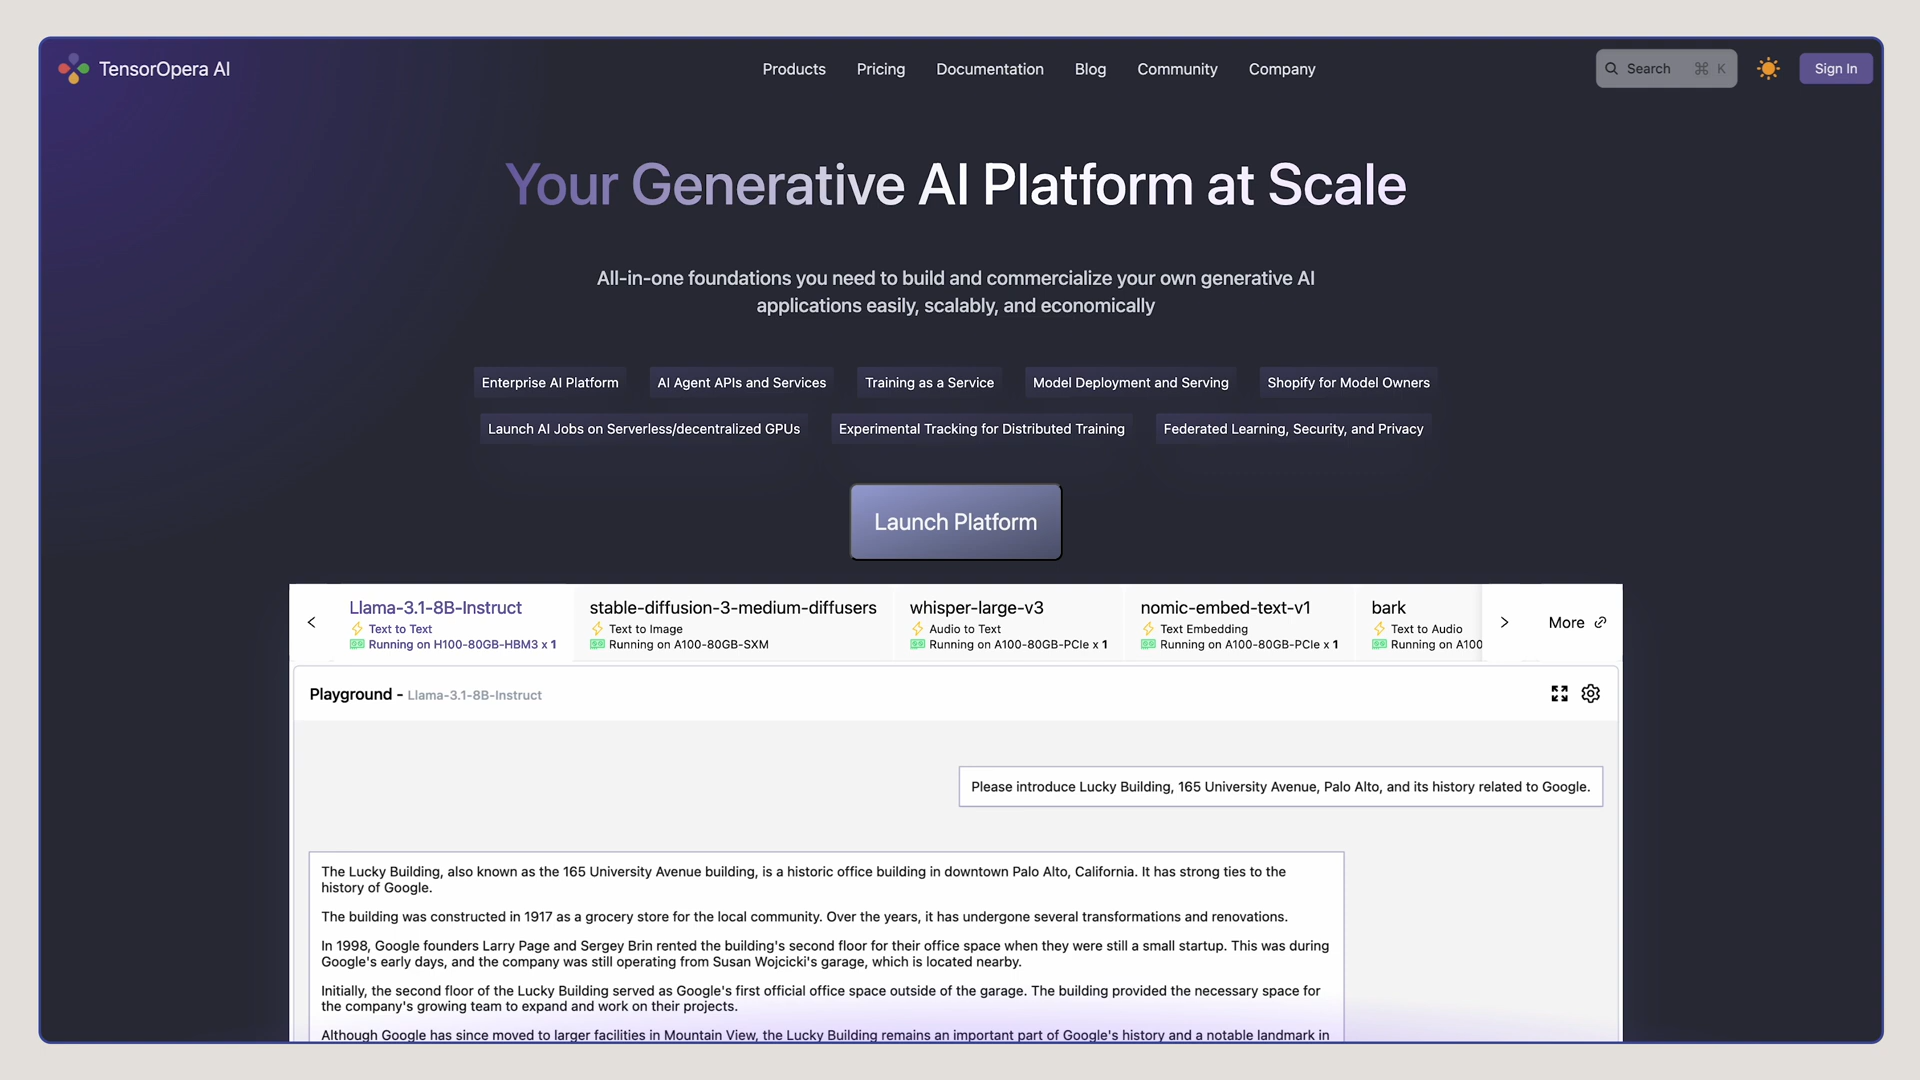 TensorOpera AI
Products
Pricing
Documentation
Blog
Community
Company
Search ⌘ K
Sign In
Your Generative AI Platform at Scale
All-in-one foundations you need to build and commercialize your own generative AI
applications easily, scalably, and economically
Enterprise AI Platform
AI Agent APIs and Services
Training as a Service
Model Deployment and Serving
Shopify for Model Owners
Launch AI Jobs on Serverless/decentralized GPUs
Experimental Tracking for Distributed Training
Federated Learning, Security, and Privacy
Launch Platform
Llama-3.1-8B-Instruct
Text to Text
Running on H100-80GB-HBM3 x 1
stable-diffusion-3-medium-diffusers
Text to Image
Running on A100-80GB-SXM
whisper-large-v3
Audio to Text
Running on A100-80GB-PCIe x 1
nomic-embed-text-v1
Text Embedding
Running on A100-80GB-PCIe x 1
bark
Text to Audio
Running on A100
More
Playground - Llama-3.1-8B-Instruct
Please introduce Lucky Building, 165 University Avenue, Palo Alto, and its history related to Google.
The Lucky Building, also known as the 165 University Avenue building, is a historic office building in downtown Palo Alto, California. It has strong ties to the
history of Google.
The building was constructed in 1917 as a grocery store for the local community. Over the years, it has undergone several transformations and renovations.
In 1998, Google founders Larry Page and Sergey Brin rented the building's second floor for their office space when they were still a small startup. This was during
Google's early days, and the company was still operating from Susan Wojcicki's garage, which is located nearby.
Initially, the second floor of the Lucky Building served as Google's first official office space outside of the garage. The building provided the necessary space for
the company's growing team to expand and work on their projects.
Although Google has since moved to larger facilities in Mountain View, the Lucky Building remains an important part of Google's history and a notable landmark in